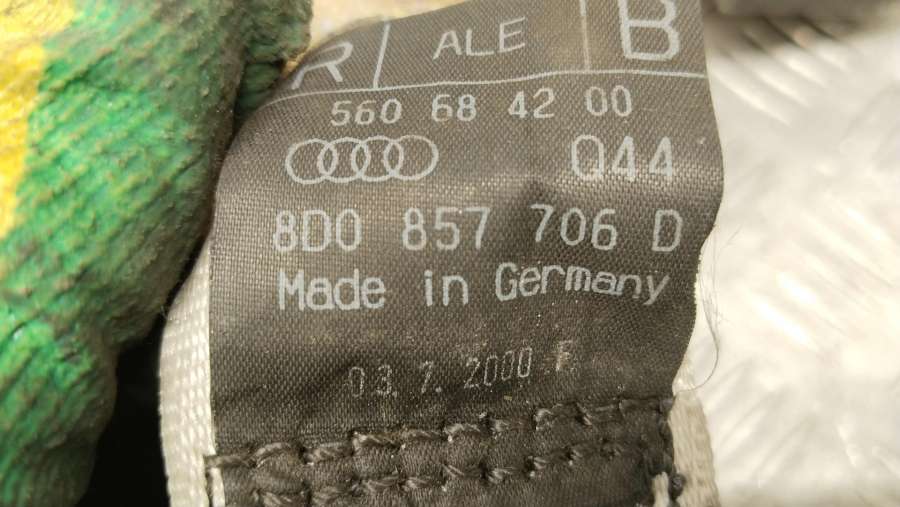 R ALE B
560 68 42 00
Q44
8D0 857 706 D
Made in Germany
03.7.2000 F